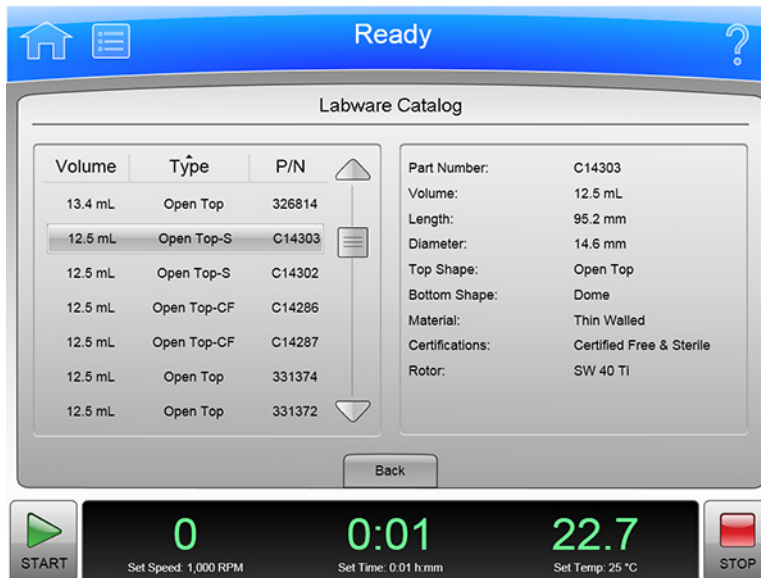 Ready
Labware Catalog
Volume Type P/N
13.4 mL Open Top 326814
12.5 mL Open Top-S C14303
12.5 mL Open Top-S C14302
12.5 mL Open Top-CF C14286
12.5 mL Open Top-CF C14287
12.5 mL Open Top 331374
12.5 mL Open Top 331372
Part Number: C14303
Volume: 12.5 mL
Length: 95.2 mm
Diameter: 14.6 mm
Top Shape: Open Top
Bottom Shape: Dome
Material: Thin Walled
Certifications: Certified Free & Sterile
Rotor: SW 40 Ti
Back
START
0
Set Speed: 1,000 RPM
0:01
Set Time: 0:01 h:mm
22.7
Set Temp: 25 °C
STOP